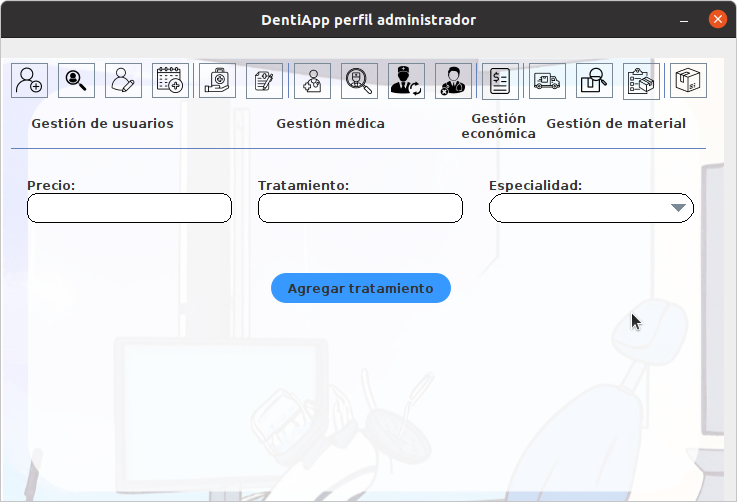 DentiApp perfil administrador
Gestión de usuarios
Gestión médica
Gestión
económica
Gestión de material
Precio:
Tratamiento:
Especialidad:
Agregar tratamiento